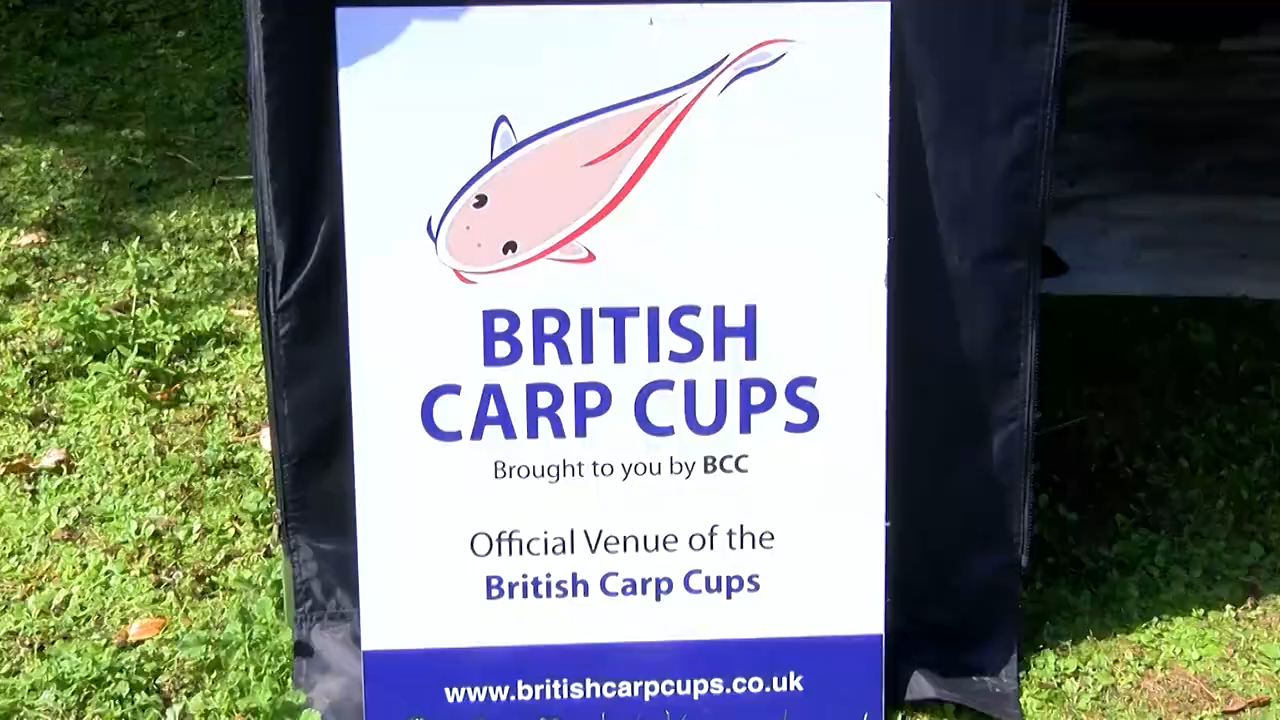 BRITISH
CARP CUPS
Brought to you by BCC
Official Venue of the
British Carp Cups
www.britishcarpcups.co.uk